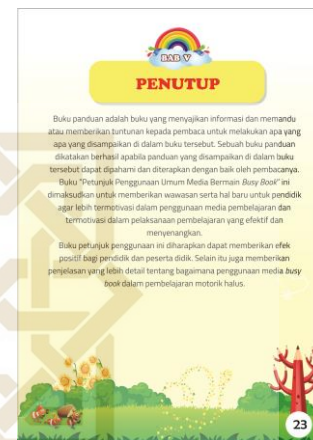 BAB V
PENUTUP
Buku panduan adalah buku yang menyajikan informasi dan memandu
atau memberikan tuntunan kepada pembaca untuk melakukan apa yang
apa yang disampaikan di dalam buku tersebut. Sebuah buku panduan
dikatakan berhasil apabila panduan yang disampaikan di dalam buku
tersebut dapat dipahami dan diterapkan dengan baik oleh pembacanya.
Buku "Petunjuk Penggunaan Umum Media Bermain Busy Book" ini
dimaksudkan untuk memberikan wawasan serta hal baru untuk pendidik
agar lebih termotivasi dalam penggunaan media pembelajaran dan
termotivasi dalam pelaksanaan pembelajaran yang efektif dan
menyenangkan.
Buku petunjuk penggunaan ini diharapkan dapat memberikan efek
positif bagi pendidik dan peserta didik. Selain itu juga memberikan
penjelasan yang lebih detail tentang bagaimana penggunaan media busy
book dalam pembelajaran motorik halus.
23